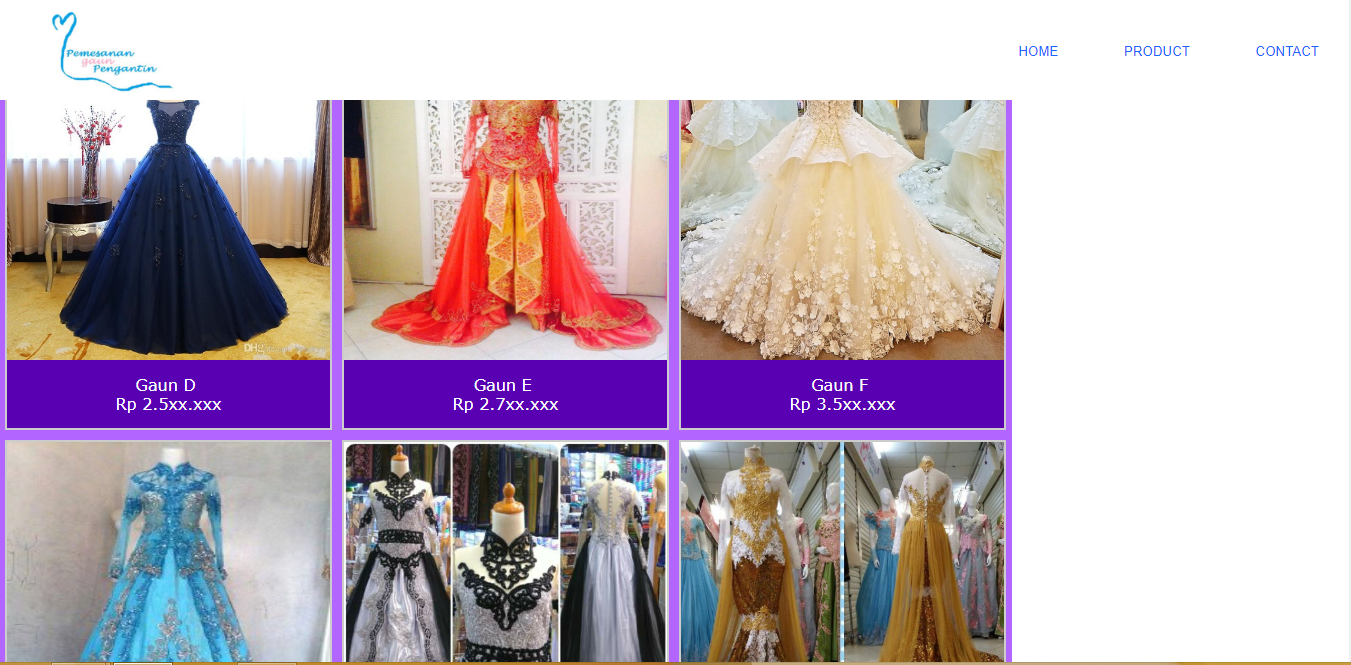 Pemesanan
gaun
Pengantin
HOME
PRODUCT
CONTACT
DHg
Gaun D
Rp 2.5xx.xxx
Gaun E
Rp 2.7xx.xxx
Gaun F
Rp 3.5xx.xxx